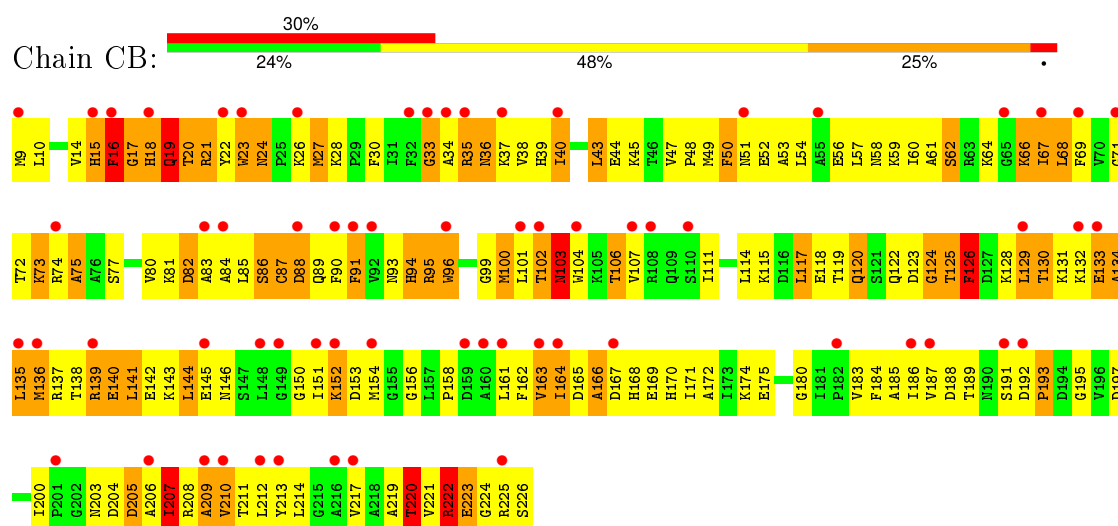 30%
Chain CB:
24% 48% 25% •
M9 L10 V14 H15 F16 G17 H18 Q19 T20 R21 Y22 W23 N24 P25 K26 M27 K28 P29 F30 I31 F32 G33 A34 R35 N36 K37 V38 H39 I40 L43 E44 K45 T46 V47 P48 M49 F50 N51 E52 A53 L54 A55 E56 L57 N58 K59 I60 A61 S62 R63 K64 G65 K66 I67 L68 F69 V70 G71
T72 K73 R74 A75 A76 S77 V80 K81 D82 A83 A84 L85 S86 C87 D88 Q89 F90 F91 V92 N93 H94 R95 W96 G99 M100 L101 T102 N103 W104 K105 T106 V107 R108 Q109 S110 I111 L114 K115 D116 L117 E118 T119 Q120 S121 Q122 D123 G124 T125 F126 D127 K128 L129 T130 K131 K132 E133 A134
L135 M136 R137 T138 R139 E140 L141 E142 K143 L144 E145 N146 S147 L148 G149 G150 I151 K152 D153 M154 G155 G156 L157 P158 D159 A160 L161 F162 V163 I164 D165 A166 D167 H168 E169 H170 I171 A172 I173 K174 E175 G180 I181 P182 V183 F184 A185 I186 V187 D188 T189 N190 S191 D192 P193 D194 G195 V196 D197
I200 P201 G202 N203 D204 D205 A206 I207 R208 A209 V210 T211 L212 Y213 L214 G215 A216 V217 A218 A219 T220 V221 R222 E223 G224 R225 S226